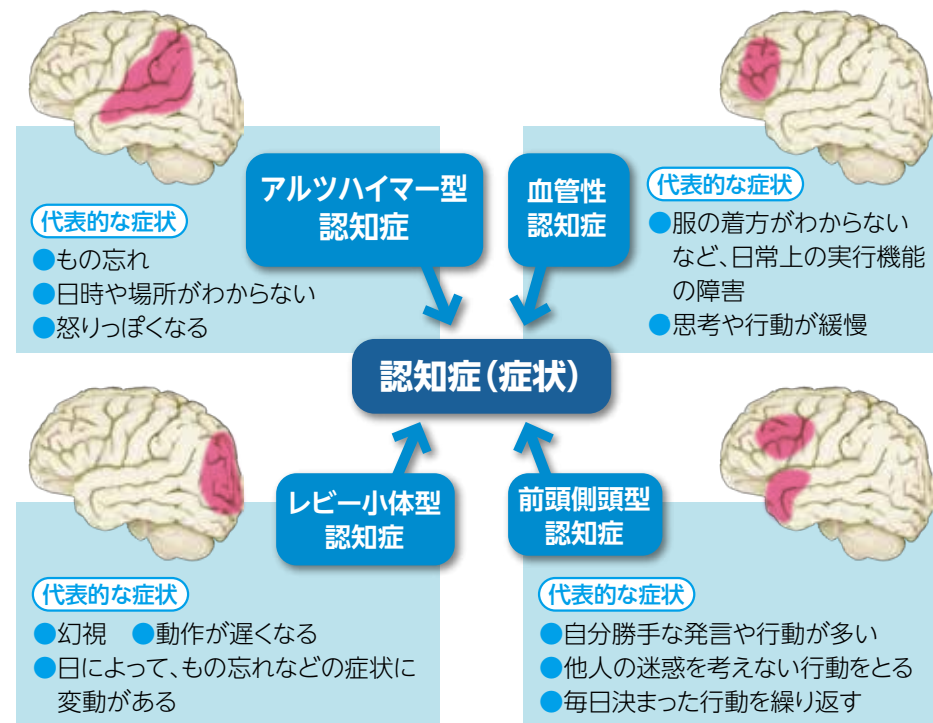 アルツハイマー型
認知症
代表的な症状
●もの忘れ
●日時や場所がわからない
●怒りっぽくなる
血管性
認知症
代表的な症状
●服の着方がわからない
など、日常上の実行機能
の障害
●思考や行動が緩慢
認知症（症状）
レビー小体型
認知症
代表的な症状
●幻視　●動作が遅くなる
●日によって、もの忘れなどの症状に
変動がある
前頭側頭型
認知症
代表的な症状
●自分勝手な発言や行動が多い
●他人の迷惑を考えない行動をとる
●毎日決まった行動を繰り返す